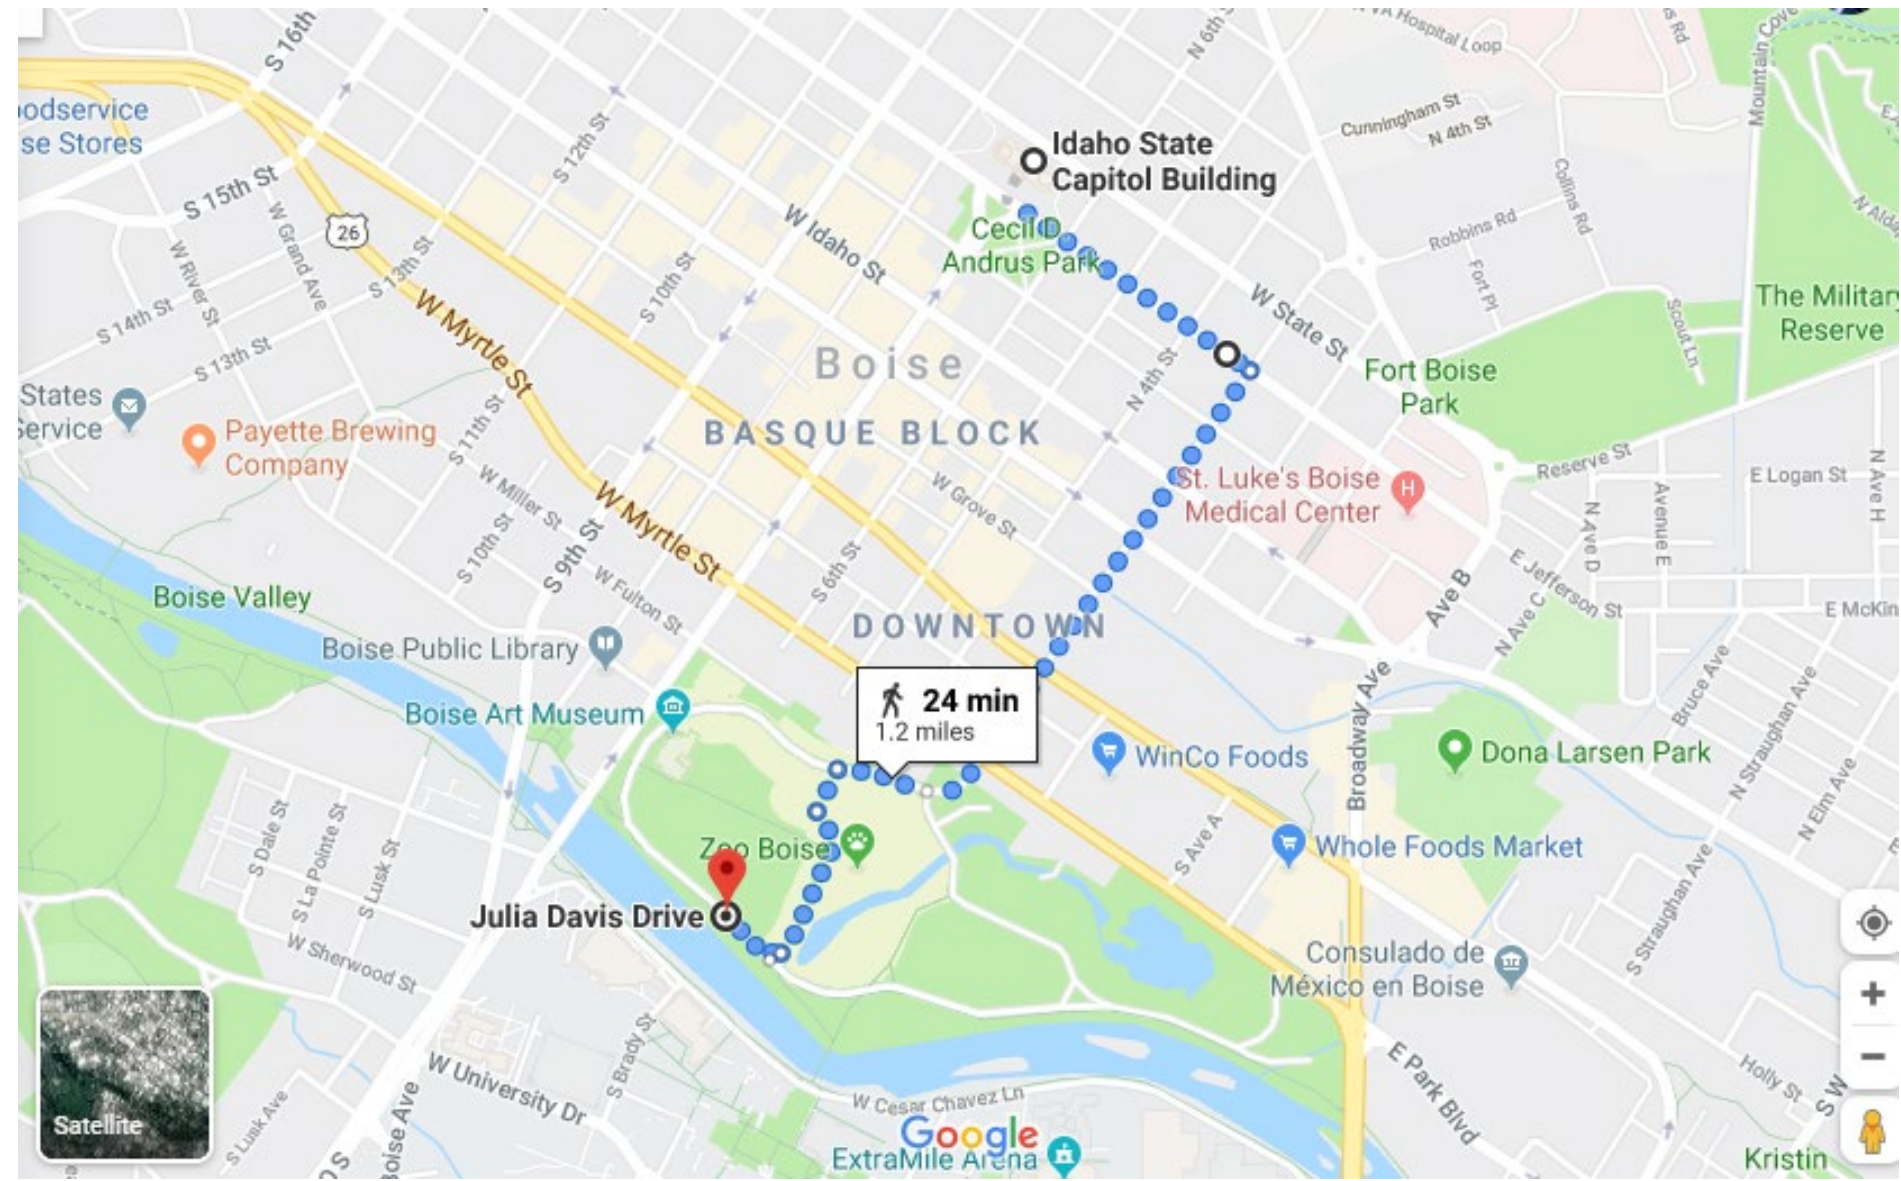 S 16th
N 6th St
VA Hospital Loop
Mountain Cove
oodservice
se Stores
Cunningham St
N 4th St
S 12th St
Idaho State
Capitol Building
S 15th St
W Grand Ave
Collins Rd
26
W Idaho St
Cecil D.
Andrus Park
Robbins Rd
N Alda
W River St
S 13th St
S 10th St
Fort Pl
W State St
The Military
Reserve
S 14th St
W Myrtle St
Scout Ln
S 13th St
Boise
N 4th St
Fort Boise
Park
States
Service
Payette Brewing
Company
S 11th St
BASQUE BLOCK
Reserve St
W Miller St
W Grove St
St. Luke's Boise
Medical Center
E Logan St
N Ave H
W Myrtle St
N Ave D
Avenue E
S 10th St
S 9th St
W Fulton St
S 6th St
Ave B
E Jefferson St
Boise Valley
DOWNTOWN
N Ave C
E McKin
Boise Public Library
24 min
1.2 miles
Boise Art Museum
Bruce Ave
N Straughan Ave
Broadway Ave
WinCo Foods
Dona Larsen Park
N Elm Ave
S Dale St
S La Pointe St
S Lusk St
Zoo Boise
S Ave A
Whole Foods Market
Julia Davis Drive
S Straughan Ave
W Sherwood St
Consulado de
México en Boise
S Brady St
W University Dr
E Park Blvd
Holly St
S W
Satellite
S Lusk Ave
Boise Ave
W Cesar Chavez Ln
Google
ExtraMile Arena
Kristin